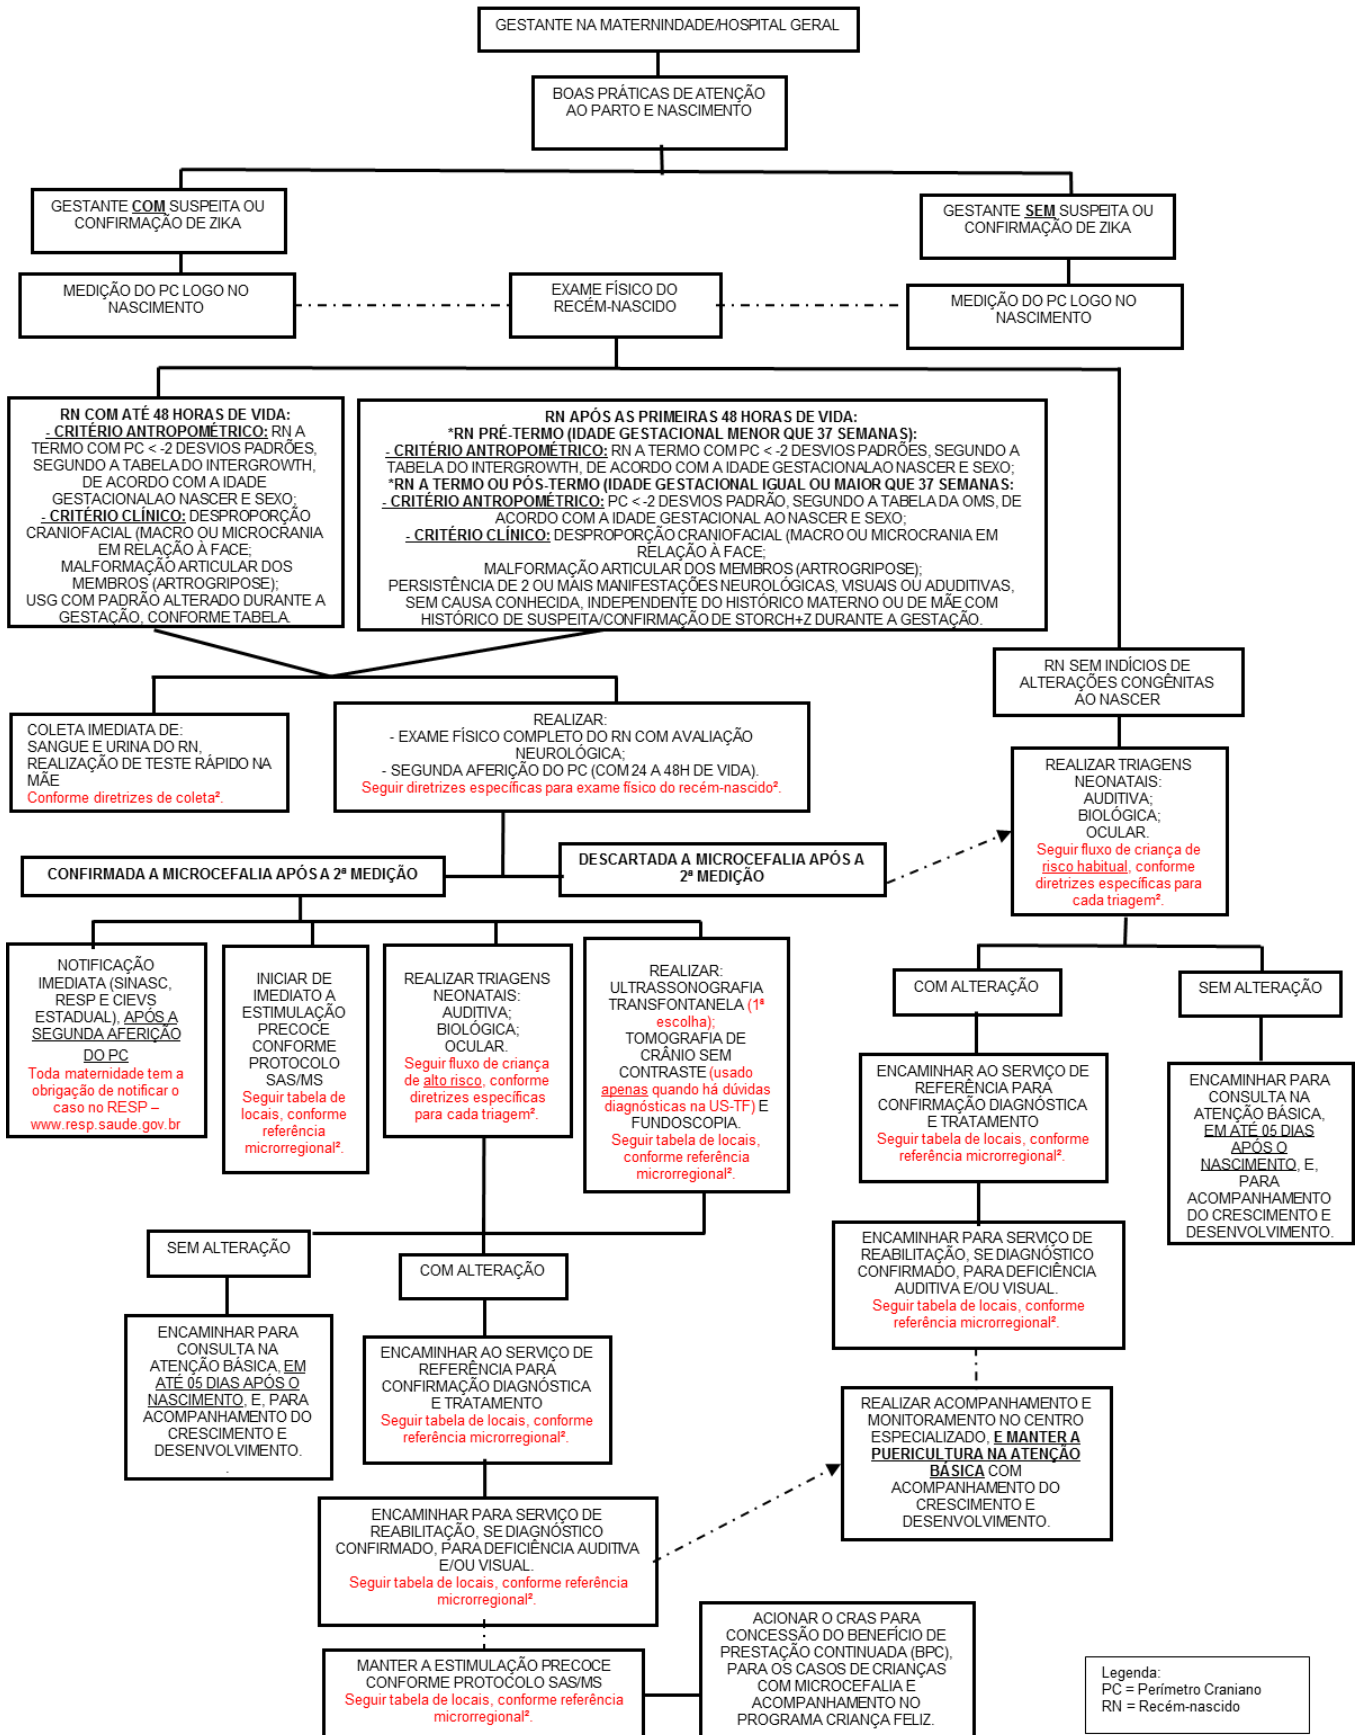 GESTANTE NA MATERNINDADE/HOSPITAL GERAL
BOAS PRÁTICAS DE ATENÇÃO
AO PARTO E NASCIMENTO
GESTANTE COM SUSPEITA OU
CONFIRMAÇÃO DE ZIKA
GESTANTE SEM SUSPEITA OU
CONFIRMAÇÃO DE ZIKA
MEDIÇÃO DO PC LOGO NO
NASCIMENTO
EXAME FÍSICO DO
RECÉM-NASCIDO
MEDIÇÃO DO PC LOGO NO
NASCIMENTO
RN COM ATÉ 48 HORAS DE VIDA:
- CRITÉRIO ANTROPOMÉTRICO: RN A
TERMO COM PC < -2 DESVIOS PADRÕES,
SEGUNDO A TABELA DO INTERGROWTH,
DE ACORDO COM A IDADE
GESTACIONALAO NASCER E SEXO;
- CRITÉRIO CLÍNICO: DESPROPORÇÃO
CRANIOFACIAL (MACRO OU MICROCRANIA
EM RELAÇÃO À FACE;
MALFORMAÇÃO ARTICULAR DOS
MEMBROS (ARTROGRIPOSE);
USG COM PADRÃO ALTERADO DURANTE A
GESTAÇÃO, CONFORME TABELA.
RN APÓS AS PRIMEIRAS 48 HORAS DE VIDA:
*RN PRÉ-TERMO (IDADE GESTACIONAL MENOR QUE 37 SEMANAS):
- CRITÉRIO ANTROPOMÉTRICO: RN A TERMO COM PC < -2 DESVIOS PADRÕES, SEGUNDO A
TABELA DO INTERGROWTH, DE ACORDO COM A IDADE GESTACIONALAO NASCER E SEXO;
*RN A TERMO OU PÓS-TERMO (IDADE GESTACIONAL IGUAL OU MAIOR QUE 37 SEMANAS:
- CRITÉRIO ANTROPOMÉTRICO: PC < -2 DESVIOS PADRÃO, SEGUNDO A TABELA DA OMS, DE
ACORDO COM A IDADE GESTACIONAL AO NASCER E SEXO;
- CRITÉRIO CLÍNICO: DESPROPORÇÃO CRANIOFACIAL (MACRO OU MICROCRANIA EM
RELAÇÃO À FACE;
MALFORMAÇÃO ARTICULAR DOS MEMBROS (ARTROGRIPOSE);
PERSISTÊNCIA DE 2 OU MAIS MANIFESTAÇÕES NEUROLÓGICAS, VISUAIS OU ADUDITIVAS,
SEM CAUSA CONHECIDA, INDEPENDENTE DO HISTÓRICO MATERNO OU DE MÃE COM
HISTÓRICO DE SUSPEITA/CONFIRMAÇÃO DE STORCH+Z DURANTE A GESTAÇÃO.
RN SEM INDÍCIOS DE
ALTERAÇÕES CONGÊNITAS
AO NASCER
COLETA IMEDIATA DE:
SANGUE E URINA DO RN,
REALIZAÇÃO DE TESTE RÁPIDO NA
MÃE
Conforme diretrizes de coleta².
REALIZAR:
- EXAME FÍSICO COMPLETO DO RN COM AVALIAÇÃO
NEUROLÓGICA;
- SEGUNDA AFERIÇÃO DO PC (COM 24 A 48H DE VIDA).
Seguir diretrizes específicas para exame físico do recém-nascido².
REALIZAR TRIAGENS
NEONATAIS:
AUDITIVA;
BIOLÓGICA;
OCULAR.
Seguir fluxo de criança de
risco habitual, conforme
diretrizes específicas para
cada triagem².
CONFIRMADA A MICROCEFALIA APÓS A 2ª MEDIÇÃO
DESCARTADA A MICROCEFALIA APÓS A
2ª MEDIÇÃO
NOTIFICAÇÃO
IMEDIATA (SINASC,
RESP E CIEVS
ESTADUAL), APÓS A
SEGUNDA AFERIÇÃO
DO PC
Toda maternidade tem a
obrigação de notificar o
caso no RESP –
www.resp.saude.gov.br
INICIAR DE
IMEDIATO A
ESTIMULAÇÃO
PRECOCE
CONFORME
PROTOCOLO
SAS/MS
Seguir tabela de
locais, conforme
referência
microrregional².
REALIZAR TRIAGENS
NEONATAIS:
AUDITIVA;
BIOLÓGICA;
OCULAR.
Seguir fluxo de criança
de alto risco, conforme
diretrizes específicas
para cada triagem².
REALIZAR:
ULTRASSONOGRAFIA
TRANSFONTANELA (1ª
escolha);
TOMOGRAFIA DE
CRÂNIO SEM
CONTRASTE (usado
apenas quando há dúvidas
diagnósticas na US-TF) E
FUNDOSCOPIA.
Seguir tabela de locais,
conforme referência
microrregional².
COM ALTERAÇÃO
SEM ALTERAÇÃO
ENCAMINHAR AO SERVIÇO DE
REFERÊNCIA PARA
CONFIRMAÇÃO DIAGNÓSTICA
E TRATAMENTO
Seguir tabela de locais, conforme
referência microrregional².
ENCAMINHAR PARA
CONSULTA NA
ATENÇÃO BÁSICA,
EM ATÉ 05 DIAS
APÓS O
NASCIMENTO, E,
PARA
ACOMPANHAMENTO
DO CRESCIMENTO E
DESENVOLVIMENTO.
SEM ALTERAÇÃO
COM ALTERAÇÃO
ENCAMINHAR PARA SERVIÇO DE
REABILITAÇÃO, SE DIAGNÓSTICO
CONFIRMADO, PARA DEFICIÊNCIA
AUDITIVA E/OU VISUAL.
Seguir tabela de locais, conforme
referência microrregional².
ENCAMINHAR PARA
CONSULTA NA
ATENÇÃO BÁSICA, EM
ATÉ 05 DIAS APÓS O
NASCIMENTO, E, PARA
ACOMPANHAMENTO DO
CRESCIMENTO E
DESENVOLVIMENTO.
.
ENCAMINHAR AO SERVIÇO DE
REFERÊNCIA PARA
CONFIRMAÇÃO DIAGNÓSTICA
E TRATAMENTO
Seguir tabela de locais, conforme
referência microrregional².
REALIZAR ACOMPANHAMENTO E
MONITORAMENTO NO CENTRO
ESPECIALIZADO, E MANTER A
PUERICULTURA NA ATENÇÃO
BÁSICA COM
ACOMPANHAMENTO DO
CRESCIMENTO E
DESENVOLVIMENTO.
ENCAMINHAR PARA SERVIÇO DE
REABILITAÇÃO, SE DIAGNÓSTICO
CONFIRMADO, PARA DEFICIÊNCIA AUDITIVA
E/OU VISUAL.
Seguir tabela de locais, conforme referência
microrregional².
MANTER A ESTIMULAÇÃO PRECOCE
CONFORME PROTOCOLO SAS/MS
Seguir tabela de locais, conforme referência
microrregional².
ACIONAR O CRAS PARA
CONCESSÃO DO BENEFÍCIO DE
PRESTAÇÃO CONTINUADA (BPC),
PARA OS CASOS DE CRIANÇAS
COM MICROCEFALIA E
ACOMPANHAMENTO NO
PROGRAMA CRIANÇA FELIZ.
Legenda:
PC = Perímetro Craniano
RN = Recém-nascido